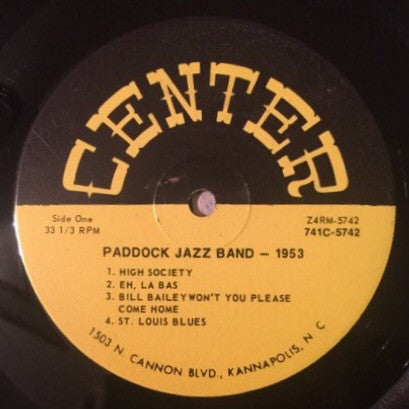 CENTER
Side One
33 1/3 RPM
Z4RM-5742
741C-5742
PADDOCK JAZZ BAND — 1953
1. HIGH SOCIETY
2. EH, LA BAS
3. BILL BAILEY WON'T YOU PLEASE
COME HOME
4. ST. LOUIS BLUES
1503 N. CANNON BLVD., KANNAPOLIS, N. C